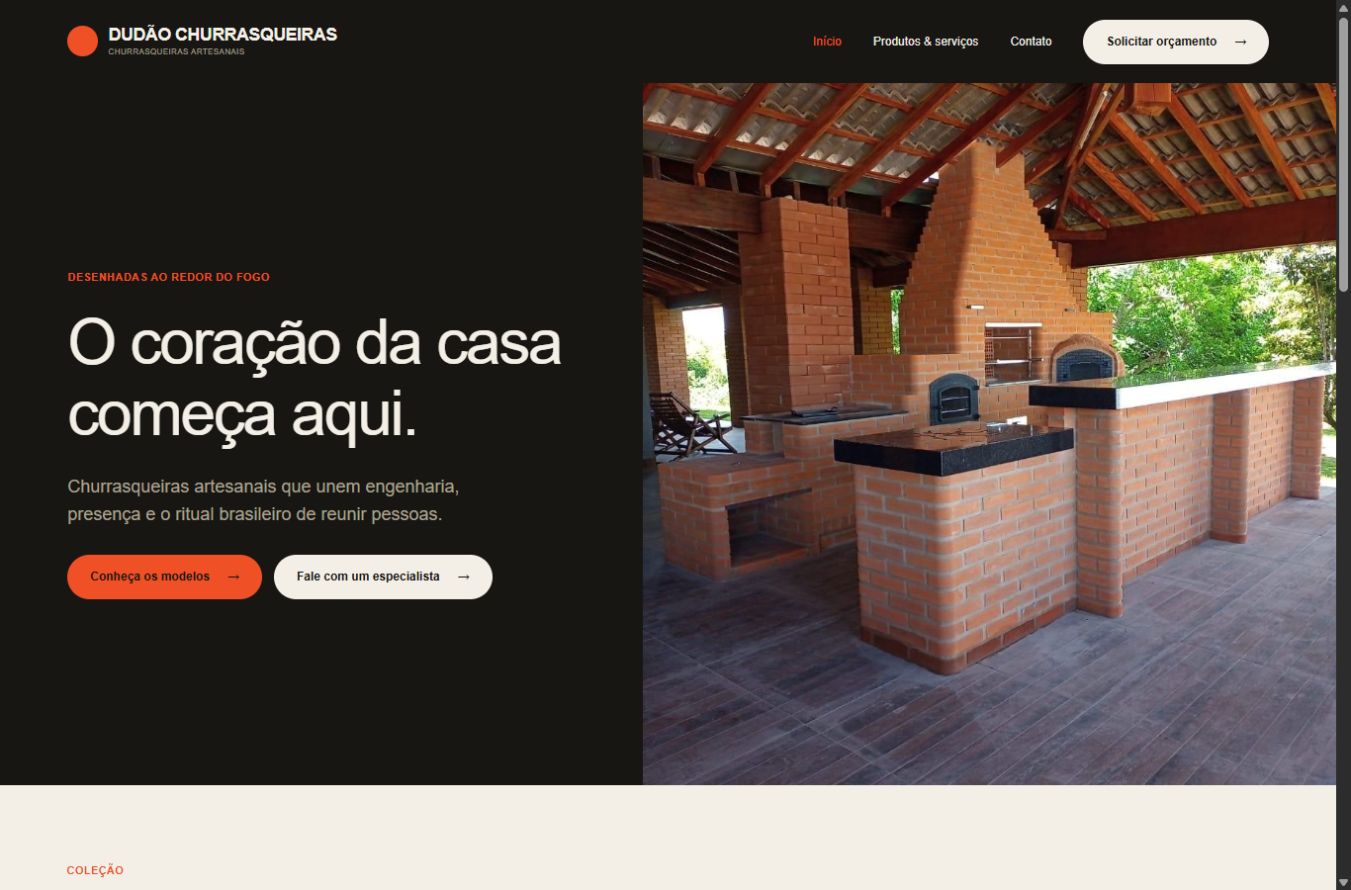 DUDÃO CHURRASQUEIRAS
CHURRASQUEIRAS ARTESANAIS
Início
Produtos & serviços
Contato
Solicitar orçamento →
DESENHADAS AO REDOR DO FOGO
O coração da casa
começa aqui.
Churrasqueiras artesanais que unem engenharia,
presença e o ritual brasileiro de reunir pessoas.
Conheça os modelos →
Fale com um especialista →
COLEÇÃO